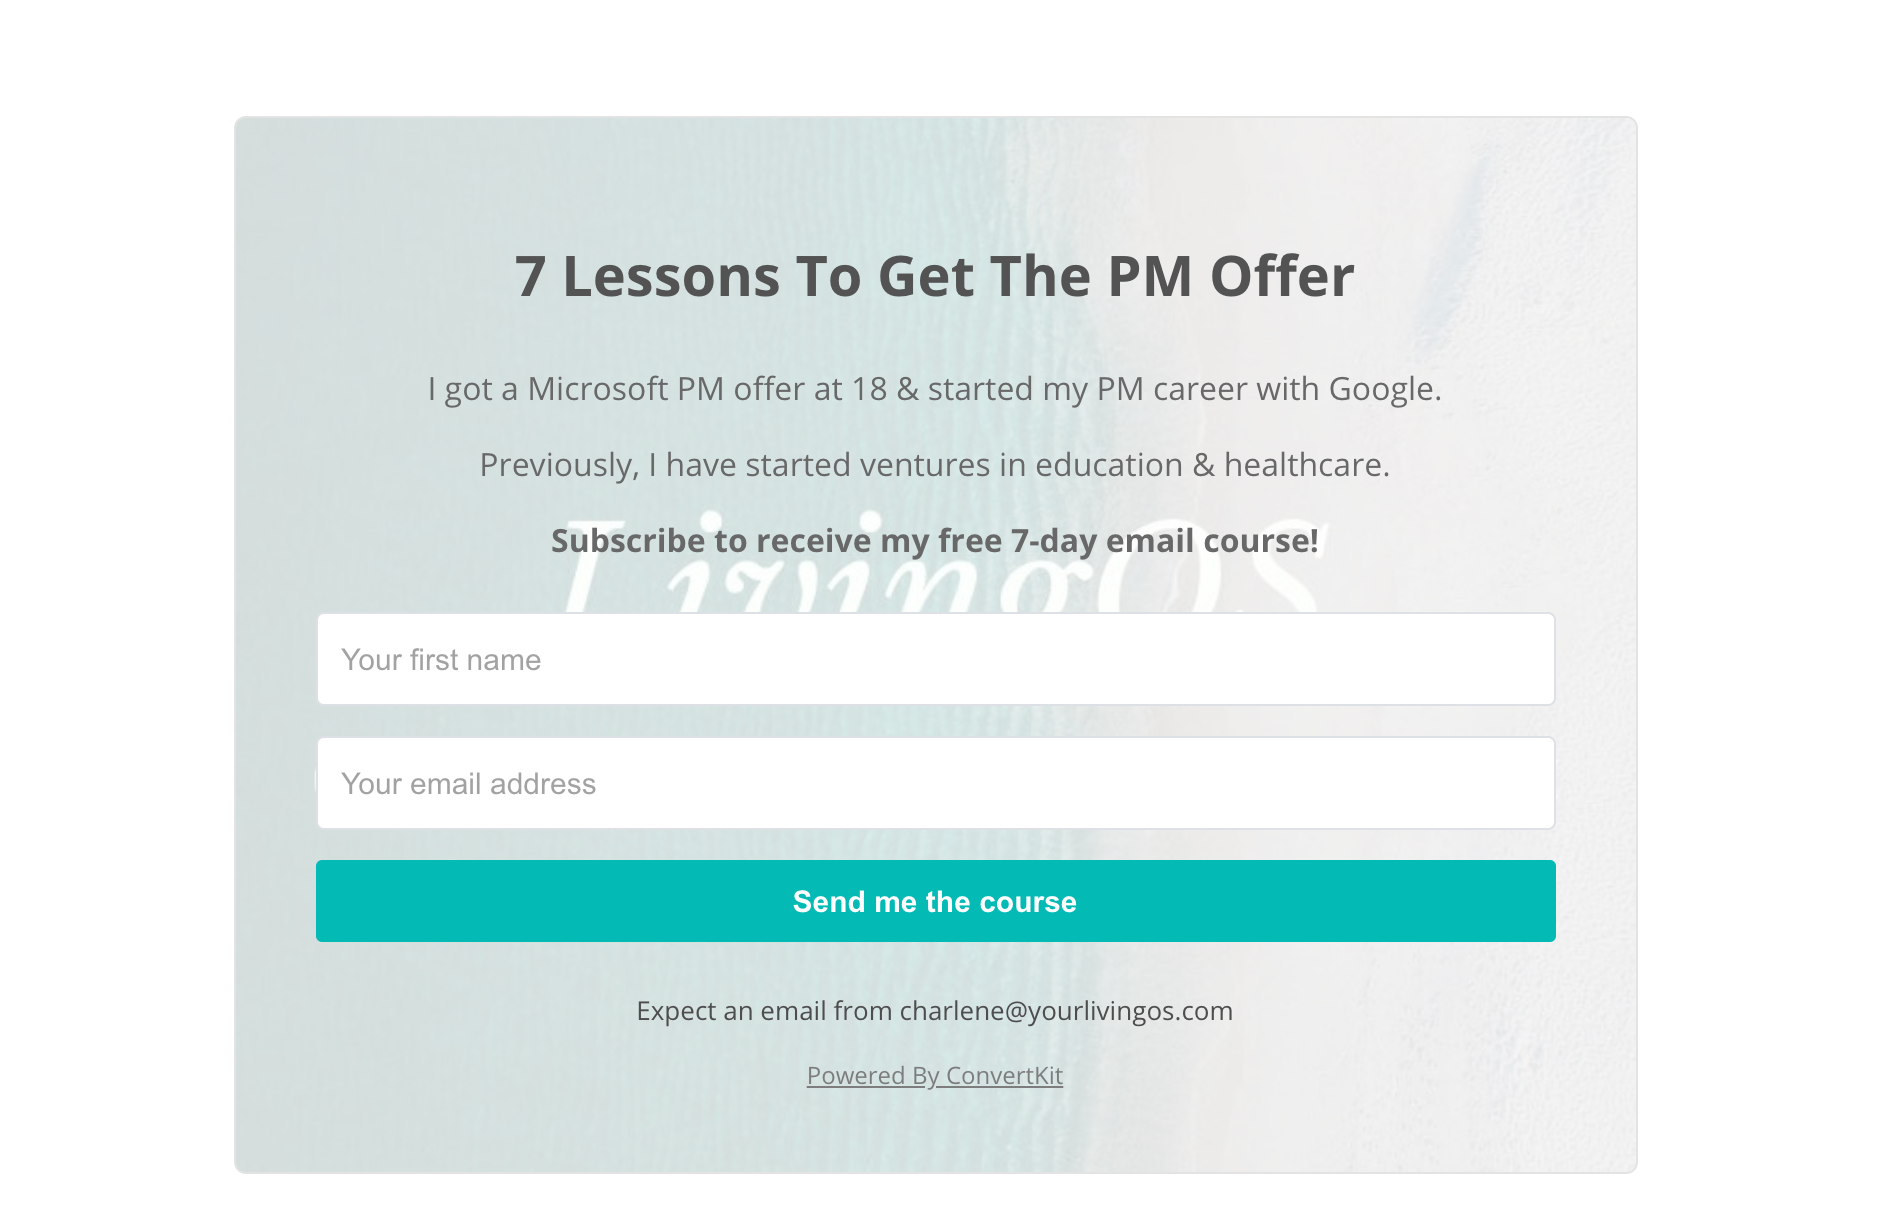 7 Lessons To Get The PM Offer
I got a Microsoft PM offer at 18 & started my PM career with Google.
Previously, I have started ventures in education & healthcare.
Subscribe to receive my free 7-day email course!
LivingOS
Your first name
Your email address
Send me the course
Expect an email from charlene@yourlivingos.com
Powered By ConvertKit